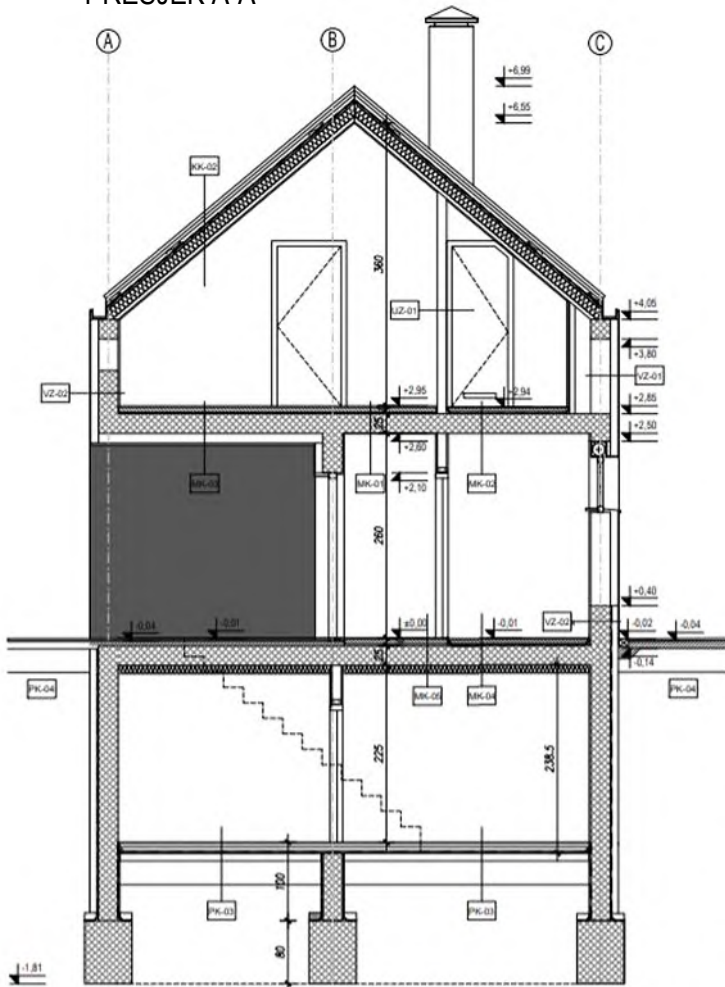 PRESJEK A-A
A B C
+6,99
+6,55
KK-02
360
UZ-01
+4,05
+3,80
VZ-02 VZ-01
+2,95 +2,94 +2,85
25
+2,50
+2,60
MK-03 MK-01 MK-02
+2,10
260
+0,40
VZ-02
-0,04 -0,01 ±0,00 -0,01 -0,02 -0,04
25
-0,14
PK-04 MK-05 MK-04 PK-04
225 238.5
100
PK-03 PK-03
80
-1,81